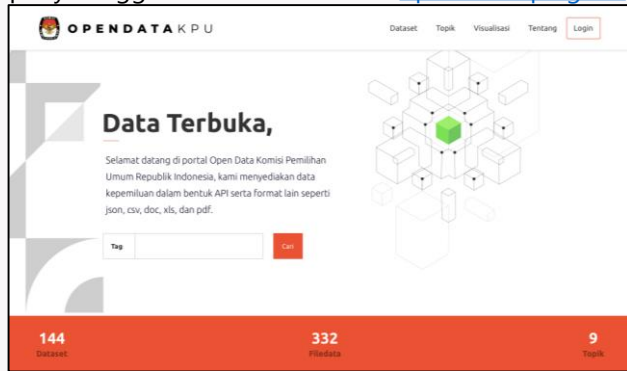 OPENDATAKPU
Dataset Topik Visualisasi Tentang Login
Data Terbuka,
Selamat datang di portal Open Data Komisi Pemilihan
Umum Republik Indonesia, kami menyediakan data
kepemiluan dalam bentuk API serta format lain seperti
json, csv, doc, xls, dan pdf.
Tag Cari
144 332 9
Dataset Filedata Topik